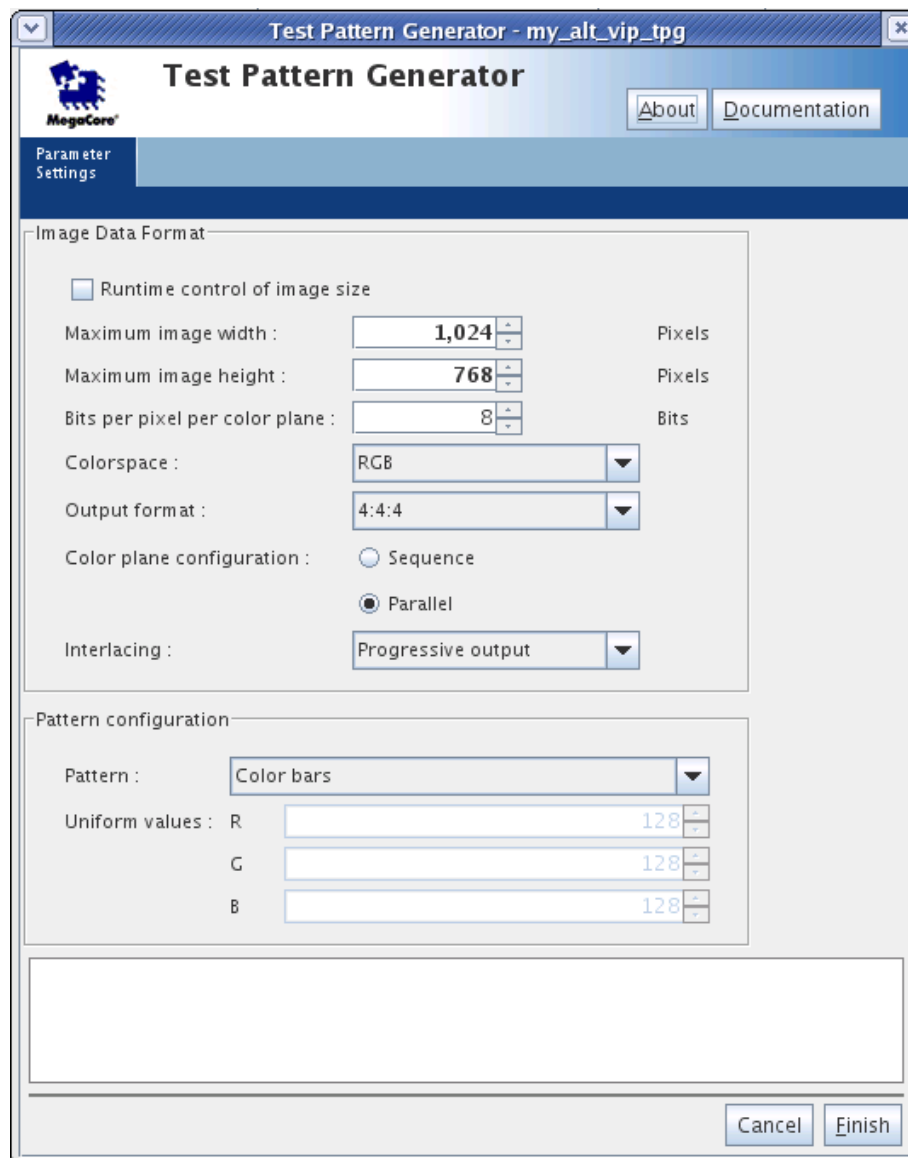 Test Pattern Generator - my_alt_vip_tpg
Test Pattern Generator
MegaCore®
About Documentation
Parameter
Settings
Image Data Format
Runtime control of image size
Maximum image width : 1,024 Pixels
Maximum image height : 768 Pixels
Bits per pixel per color plane : 8 Bits
Colorspace : RGB
Output format : 4:4:4
Color plane configuration : Sequence
Parallel
Interlacing : Progressive output
Pattern configuration
Pattern : Color bars
Uniform values : R 128
G 128
B 128
Cancel Finish